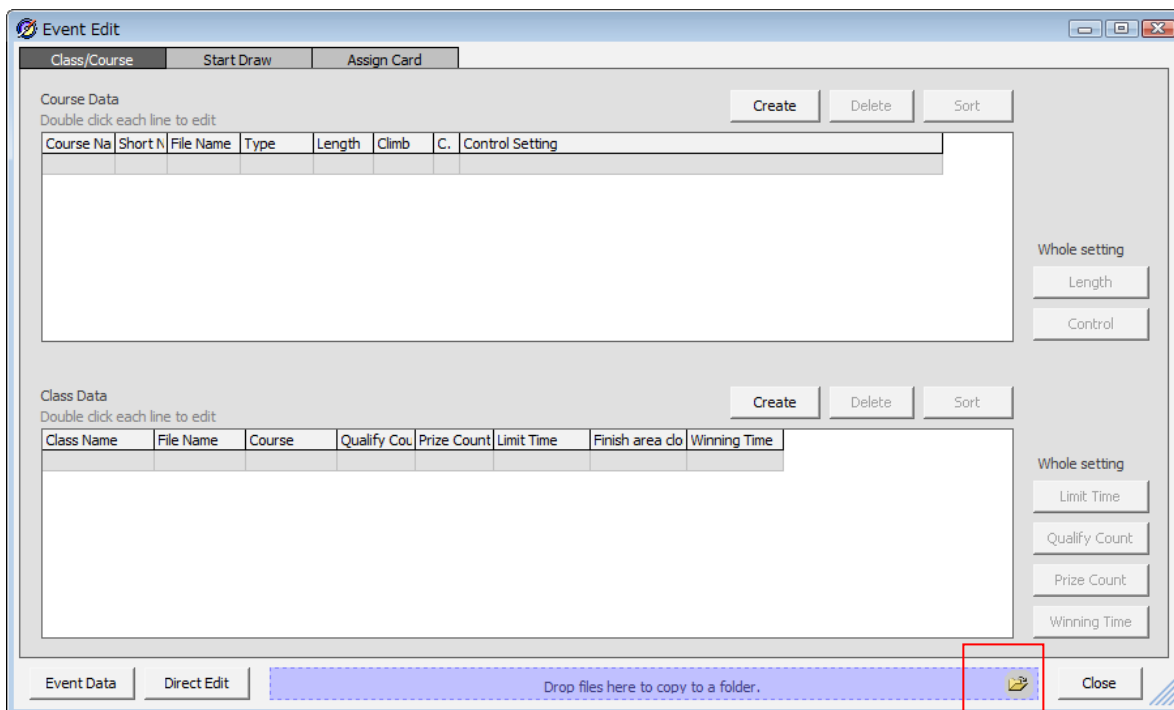 Event Edit
Class/Course Start Draw Assign Card
Course Data
Double click each line to edit
Create Delete Sort
Course Na Short N File Name Type Length Climb C. Control Setting
Whole setting
Length
Control
Class Data
Double click each line to edit
Create Delete Sort
Class Name File Name Course Qualify Cou Prize Count Limit Time Finish area clo Winning Time
Whole setting
Limit Time
Qualify Count
Prize Count
Winning Time
Event Data Direct Edit Drop files here to copy to a folder. Close